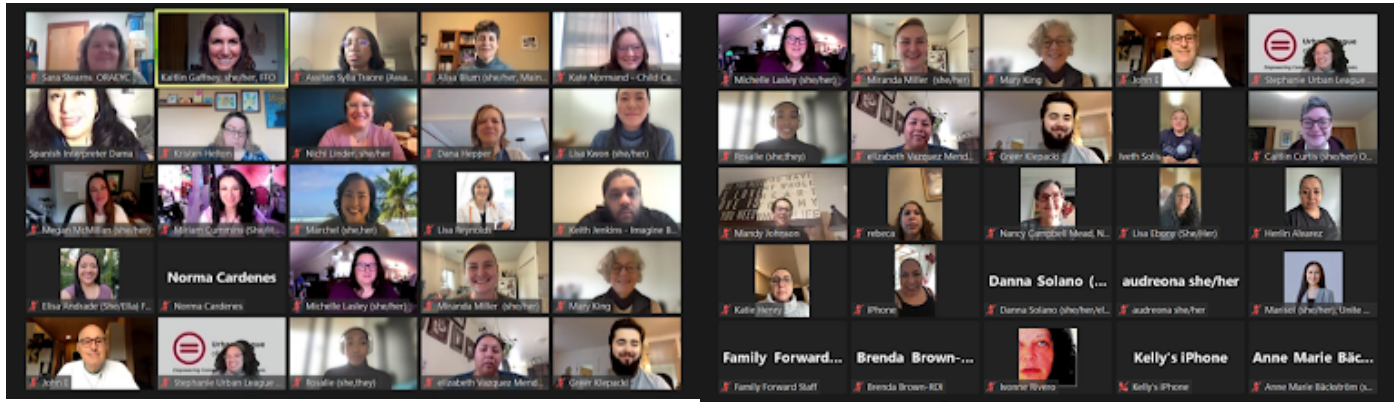 Sara Stearns, ORADYC
Kaitlin Gaffney, she/her, FFO
Assitan Sylla Traore (Awa...
Alisa Blum (she/her, Main...
Kate Normand - Child Ca...
Spanish Interpreter Dama
Kristen Helton
Nichi Linder, she/her
Dana Hepper
Lisa Kwon (she/her)
Megan McMillan (she/her)
Miriam Cummins (She/
Marchel (she,her)
Lisa Reynolds
Keith Jenkins - Imagine B...
Elisa Andrade (She/Ella) F...
Norma Cardenes
Norma Cardenes
Michelle Lasley (she/her)
Miranda Miller (she/her)
Mary King
John E
Urban League
Stephanie Urban League ...
Rosalie (she,they)
elizabeth Vazquez Mend...
Greer Klepacki
Michelle Lasley (she/her)
Miranda Miller (she/her)
Mary King
John E
Urban League
Stephanie Urban League ...
Rosalie (she,they)
elizabeth Vazquez Mend...
Greer Klepacki
Iveth Solis
Caitlin Curtis (she/her) O...
Mandy Johnson
rebeca
Nancy Campbell Mead, N...
Lisa Ebony (She/Her)
Herlin Alvarez
Katie Henry
iPhone
Danna Solano (...
Danna Solano (she/her/el...
audreona she/her
audreona she/her
Marisol (she/her), Unite ...
Family Forward...
Family Forward Staff
Brenda Brown-...
Brenda Brown-RDI
Ivonne Rivero
Kelly's iPhone
Kelly's iPhone
Anne Marie Bäc...
Anne Marie Bäckström (s...